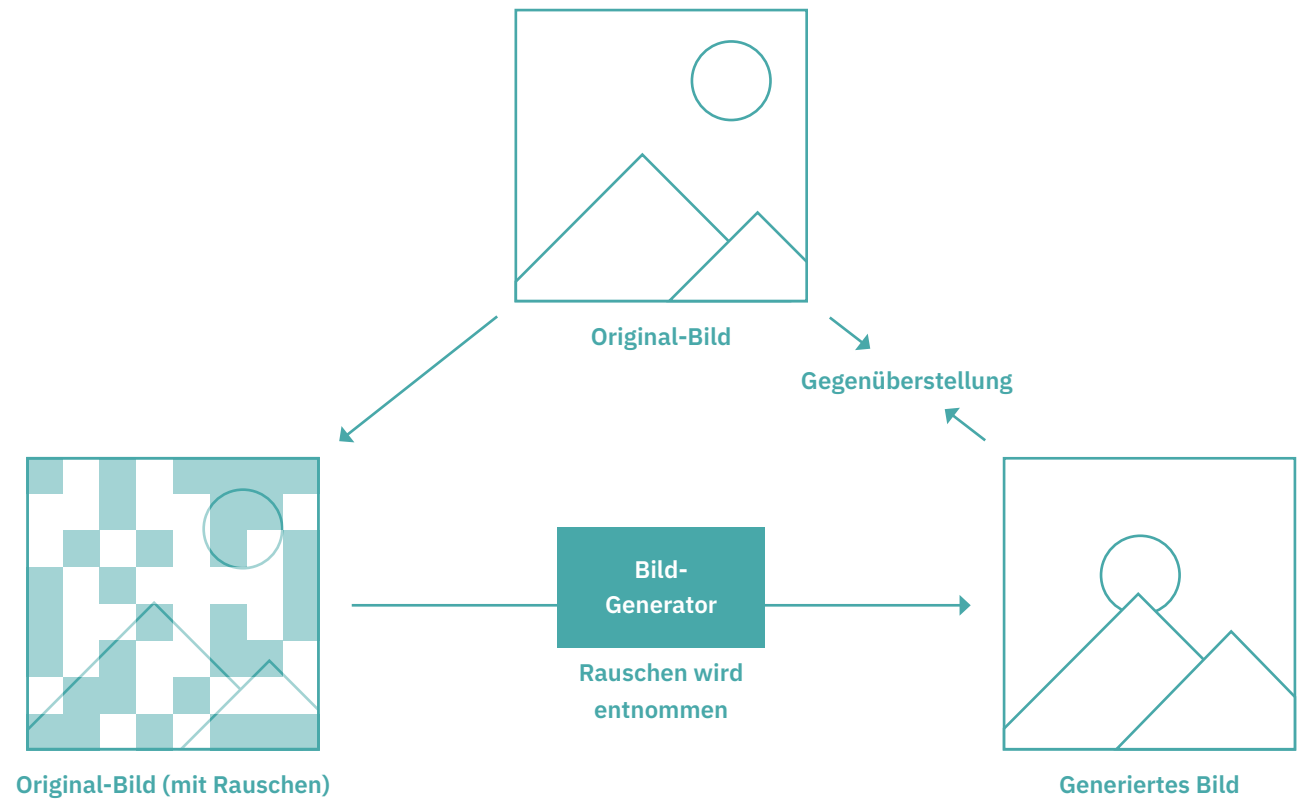 Original-Bild
Gegenüberstellung
Bild-
Generator
Rauschen wird
entnommen
Original-Bild (mit Rauschen)
Generiertes Bild